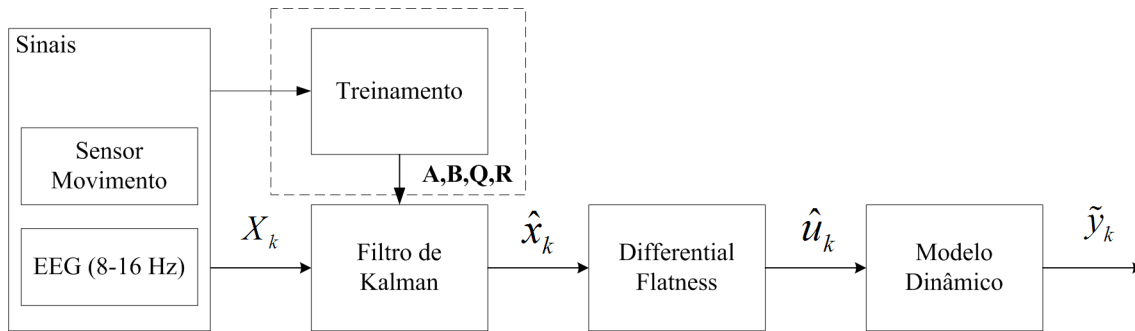 Sinais
Treinamento
Sensor
Movimento
A,B,Q,R
EEG (8-16 Hz)
X_k
Filtro de
Kalman
x̂_k
Differential
Flatness
û_k
Modelo
Dinâmico
ỹ_k